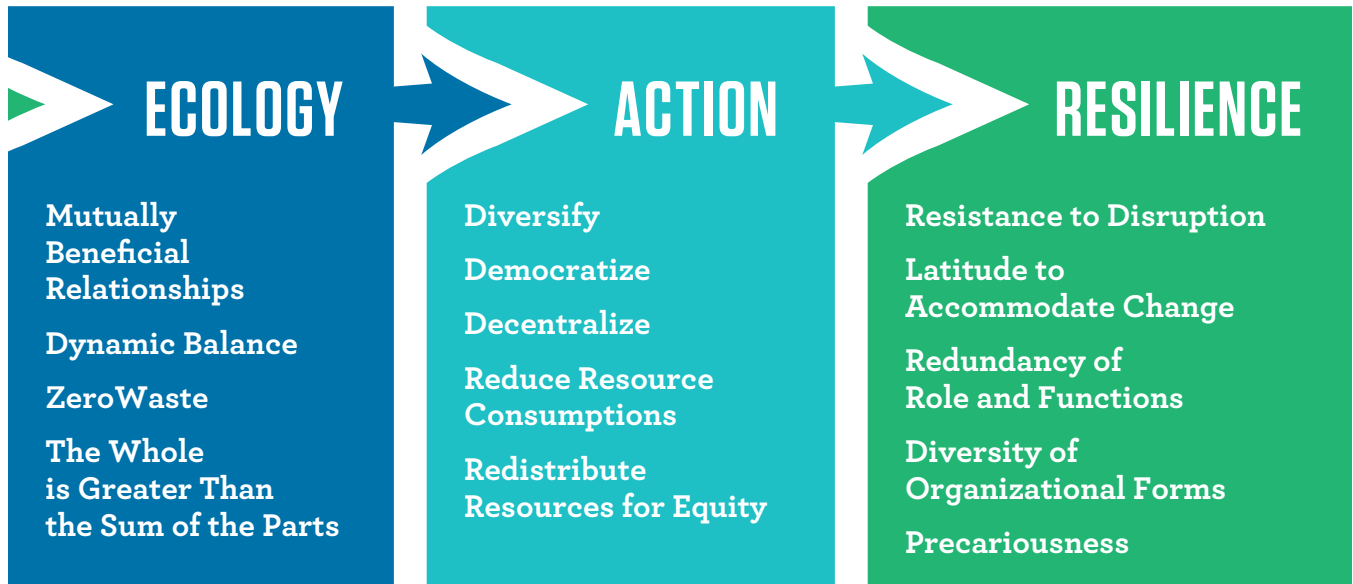 ECOLOGY
Mutually
Beneficial
Relationships
Dynamic Balance
ZeroWaste
The Whole
is Greater Than
the Sum of the Parts
ACTION
Diversify
Democratize
Decentralize
Reduce Resource
Consumptions
Redistribute
Resources for Equity
RESILIENCE
Resistance to Disruption
Latitude to
Accommodate Change
Redundancy of
Role and Functions
Diversity of
Organizational Forms
Precariousness